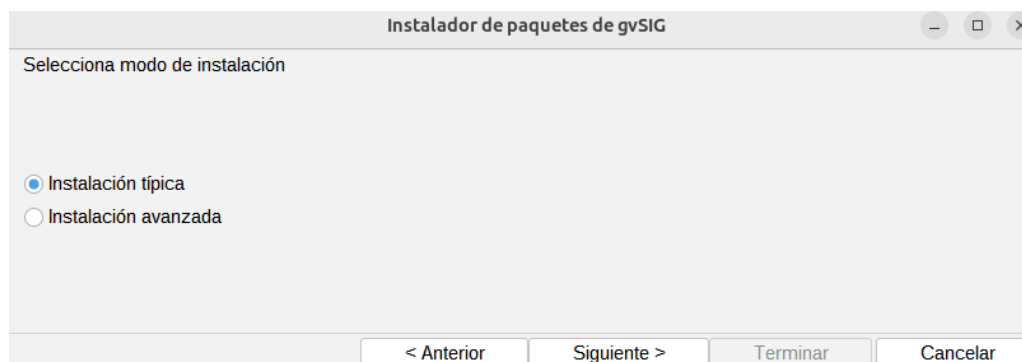 Instalador de paquetes de gvSIG
Selecciona modo de instalación
Instalación típica
Instalación avanzada
< Anterior Siguiente > Terminar Cancelar